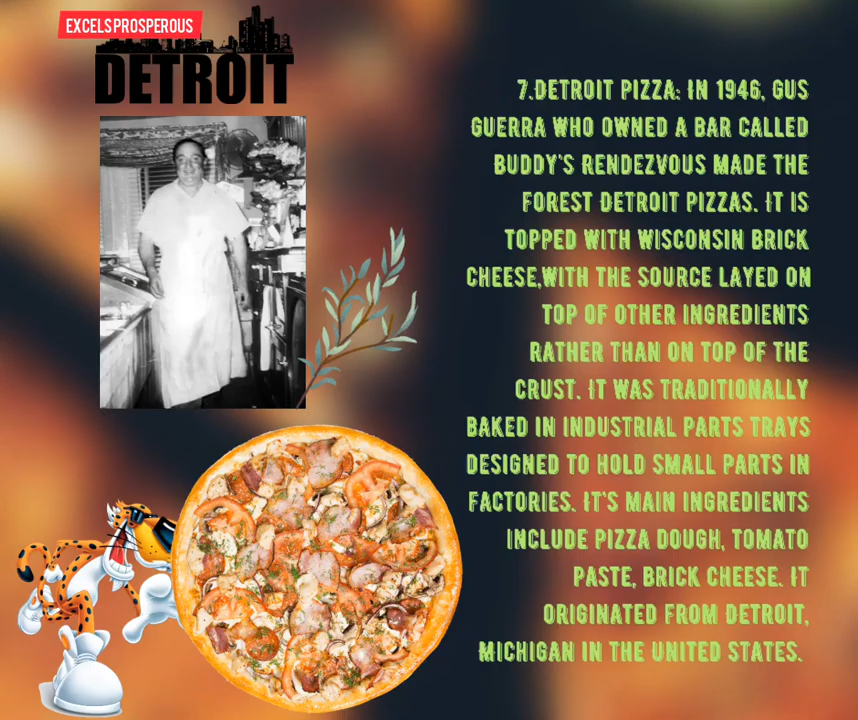 EXCELS PROSPEROUS
DETROIT
7.DETROIT PIZZA: IN 1946, GUS
GUERRA WHO OWNED A BAR CALLED
BUDDY'S RENDEZVOUS MADE THE
FOREST DETROIT PIZZAS. IT IS
TOPPED WITH WISCONSIN BRICK
CHEESE,WITH THE SOURCE LAYED ON
TOP OF OTHER INGREDIENTS
RATHER THAN ON TOP OF THE
CRUST. IT WAS TRADITIONALLY
BAKED IN INDUSTRIAL PARTS TRAYS
DESIGNED TO HOLD SMALL PARTS IN
FACTORIES. IT'S MAIN INGREDIENTS
INCLUDE PIZZA DOUGH, TOMATO
PASTE, BRICK CHEESE. IT
ORIGINATED FROM DETROIT,
MICHIGAN IN THE UNITED STATES.